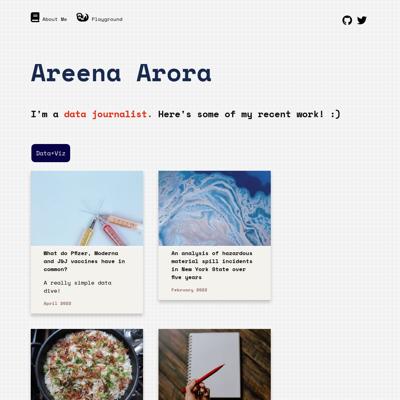 About Me
Playground
Areena Arora
I'm a data journalist. Here's some of my recent work! :)
Data+Viz
What do Pfizer, Moderna
and J&J vaccines have in
common?
A really simple data
dive!
April 2022
An analysis of hazardous
material spill incidents
in New York State over
five years
February 2022